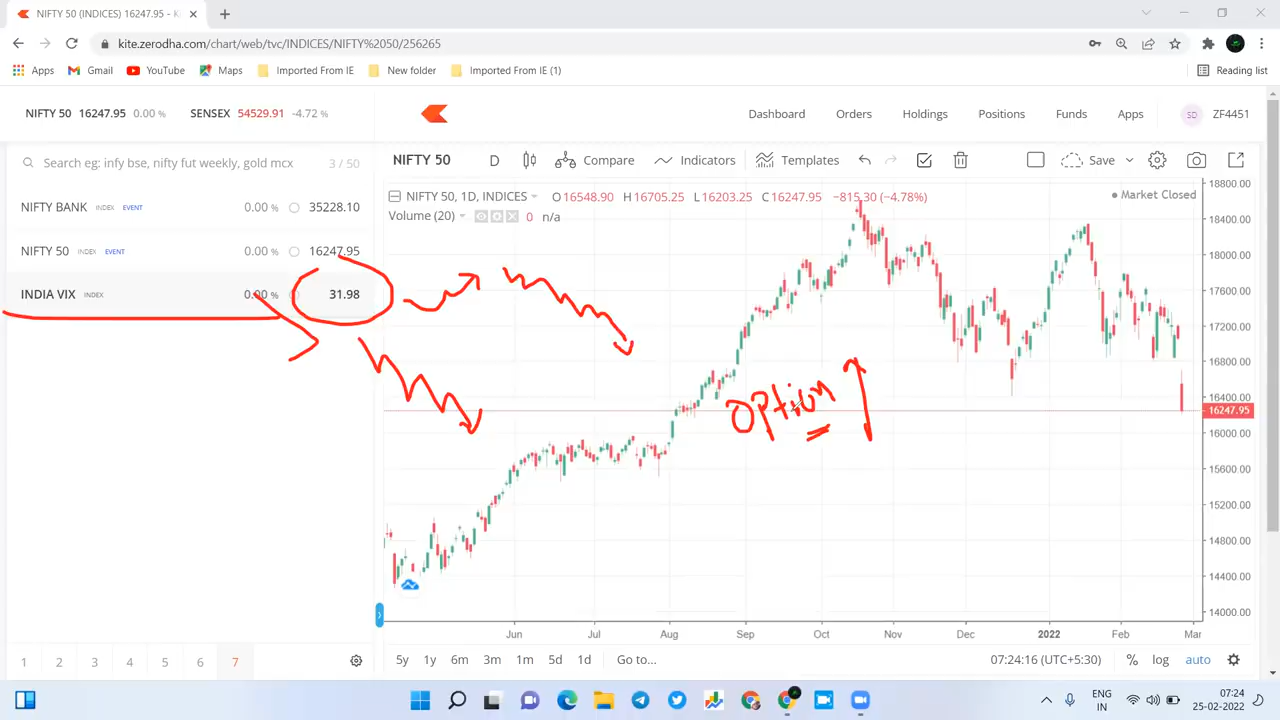 NIFTY 50 (INDICES) 16247.95 - K
kite.zerodha.com/chart/web/tvc/INDICES/NIFTY%2050/256265
Apps Gmail YouTube Maps Imported From IE New folder Imported From IE (1) Reading list
NIFTY 50 16247.95 0.00 % SENSEX 54529.91 -4.72 %
Dashboard Orders Holdings Positions Funds Apps SD ZF4451
Search eg: infy bse, nifty fut weekly, gold mcx 3 / 50
NIFTY BANK INDEX EVENT 0.00 % 35228.10
NIFTY 50 INDEX EVENT 0.00 % 16247.95
INDIA VIX INDEX 0.00 % 31.98
1 2 3 4 5 6 7
NIFTY 50 D Compare Indicators Templates Save
NIFTY 50, 1D, INDICES O16548.90 H16705.25 L16203.25 C16247.95 −815.30 (−4.78%)
Market Closed
Volume (20) 0 n/a
option
18800.00
18400.00
18000.00
17600.00
17200.00
16800.00
16400.00
16247.95
16000.00
15600.00
15200.00
14800.00
14400.00
14000.00
Jun Jul Aug Sep Oct Nov Dec 2022 Feb Mar
5y 1y 6m 3m 1m 5d 1d Go to... 07:24:16 (UTC+5:30) % log auto
ENG
IN
07:24
25-02-2022